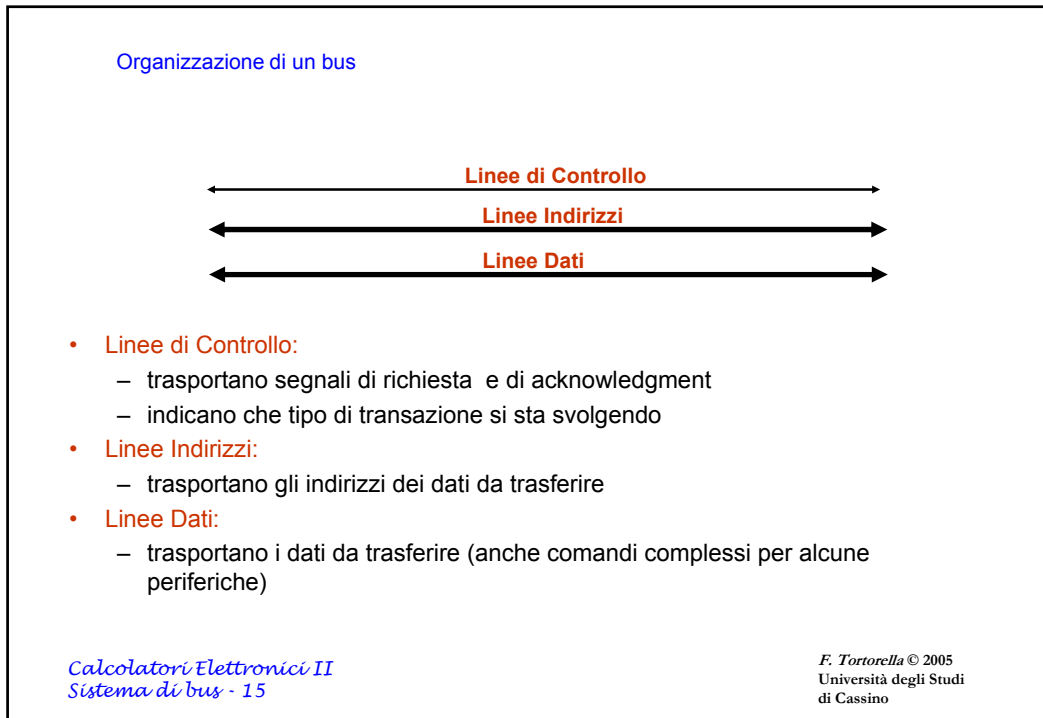 Organizzazione di un bus
Linee di Controllo
Linee Indirizzi
Linee Dati
• Linee di Controllo:
– trasportano segnali di richiesta e di acknowledgment
– indicano che tipo di transazione si sta svolgendo
• Linee Indirizzi:
– trasportano gli indirizzi dei dati da trasferire
• Linee Dati:
– trasportano i dati da trasferire (anche comandi complessi per alcune
periferiche)
Calcolatori Elettronici II
Sistema di bus - 15
F. Tortorella © 2005
Università degli Studi
di Cassino